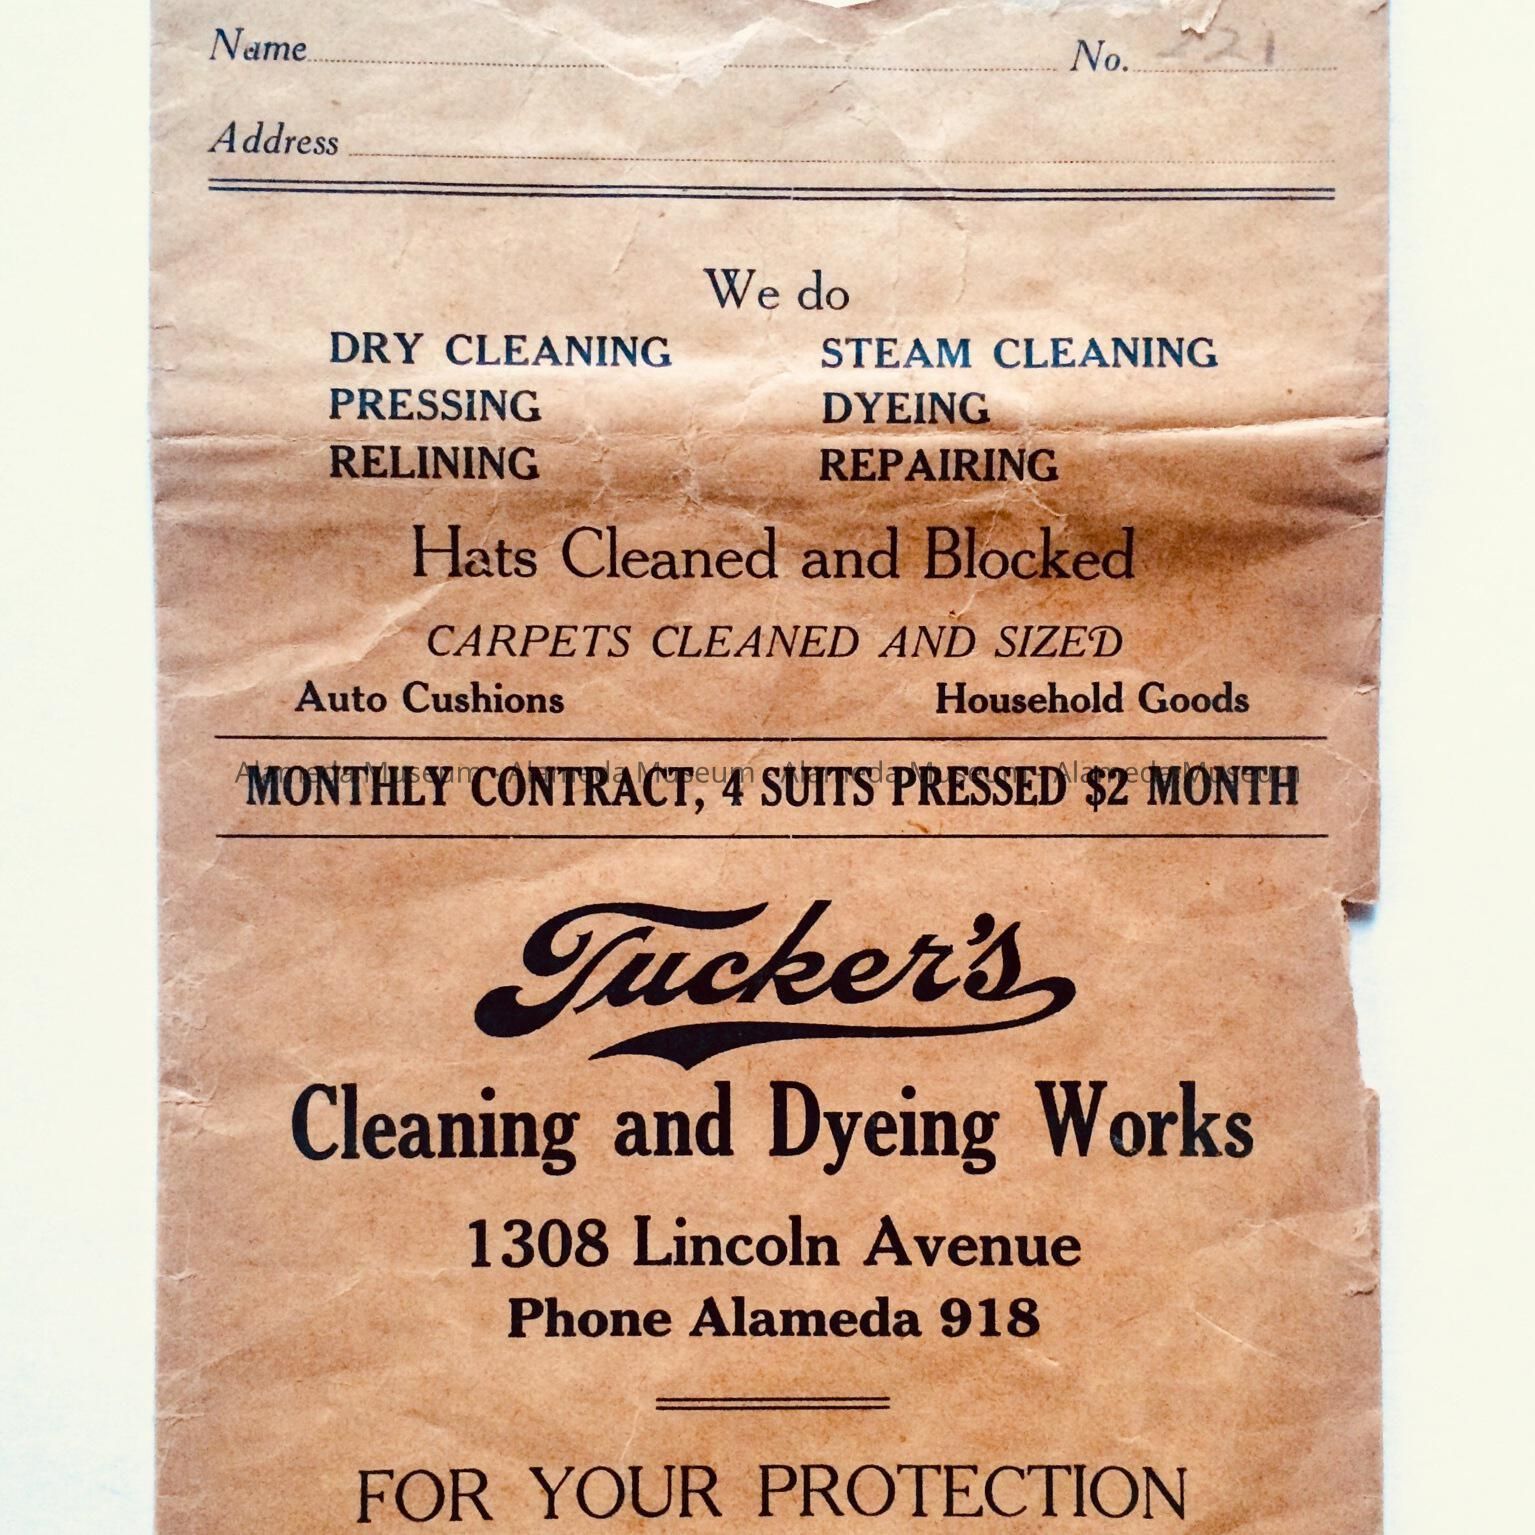 Name No. 221
Address
We do
DRY CLEANING STEAM CLEANING
PRESSING DYEING
RELINING REPAIRING
Hats Cleaned and Blocked
CARPETS CLEANED AND SIZED
Auto Cushions Household Goods
Alameda Museum - Alameda Museum - Alameda Museum - Alameda Museum
MONTHLY CONTRACT, 4 SUITS PRESSED $2 MONTH
Tucker's
Cleaning and Dyeing Works
1308 Lincoln Avenue
Phone Alameda 918
FOR YOUR PROTECTION